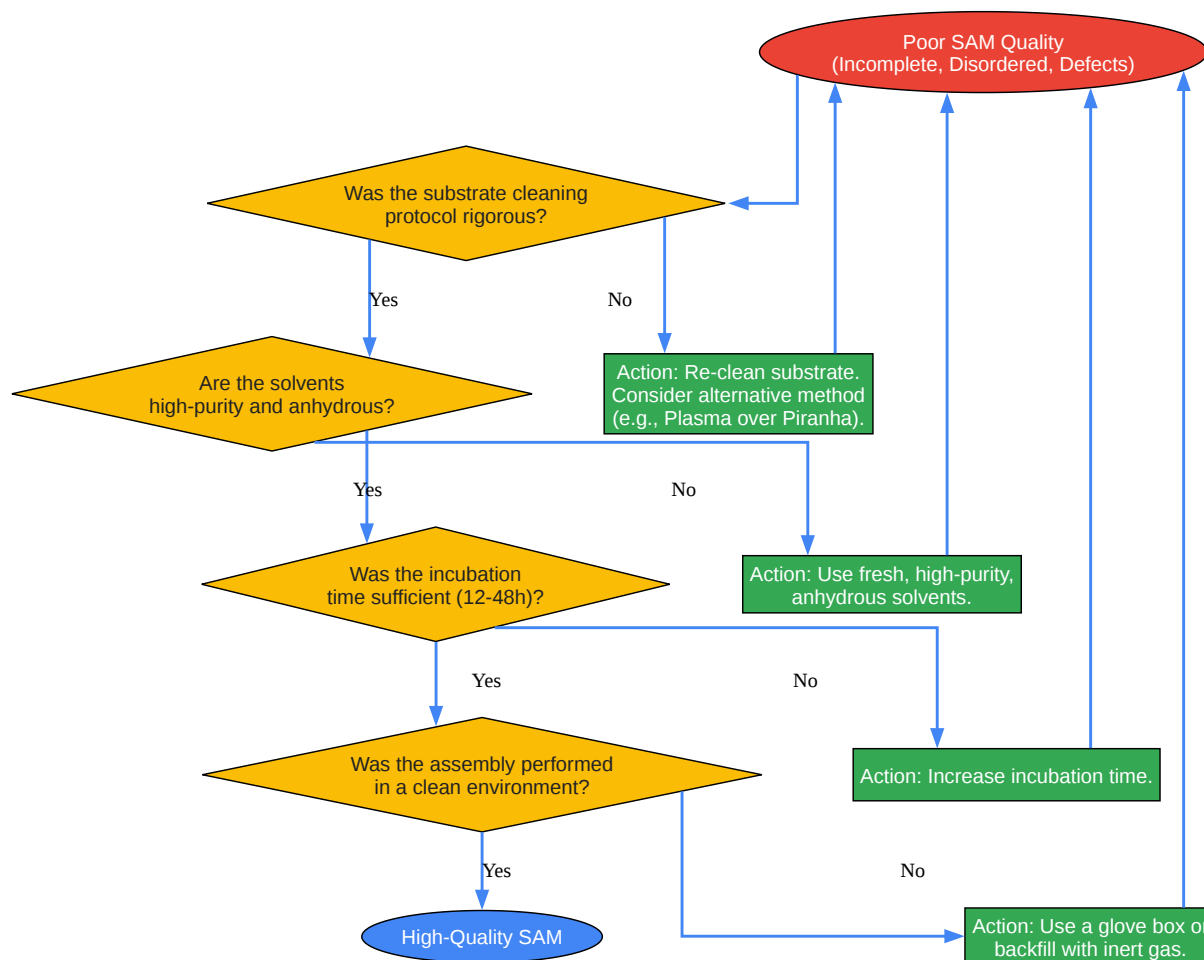 Poor SAM Quality
(Incomplete, Disordered, Defects)
Was the substrate cleaning
protocol rigorous?
Yes
No
Are the solvents
high-purity and anhydrous?
Action: Re-clean substrate.
Consider alternative method
(e.g., Plasma over Piranha).
Yes
No
Was the incubation
time sufficient (12-48h)?
Action: Use fresh, high-purity,
anhydrous solvents.
Yes
No
Was the assembly performed
in a clean environment?
Action: Increase incubation time.
Yes
No
High-Quality SAM
Action: Use a glove box or
backfill with inert gas.